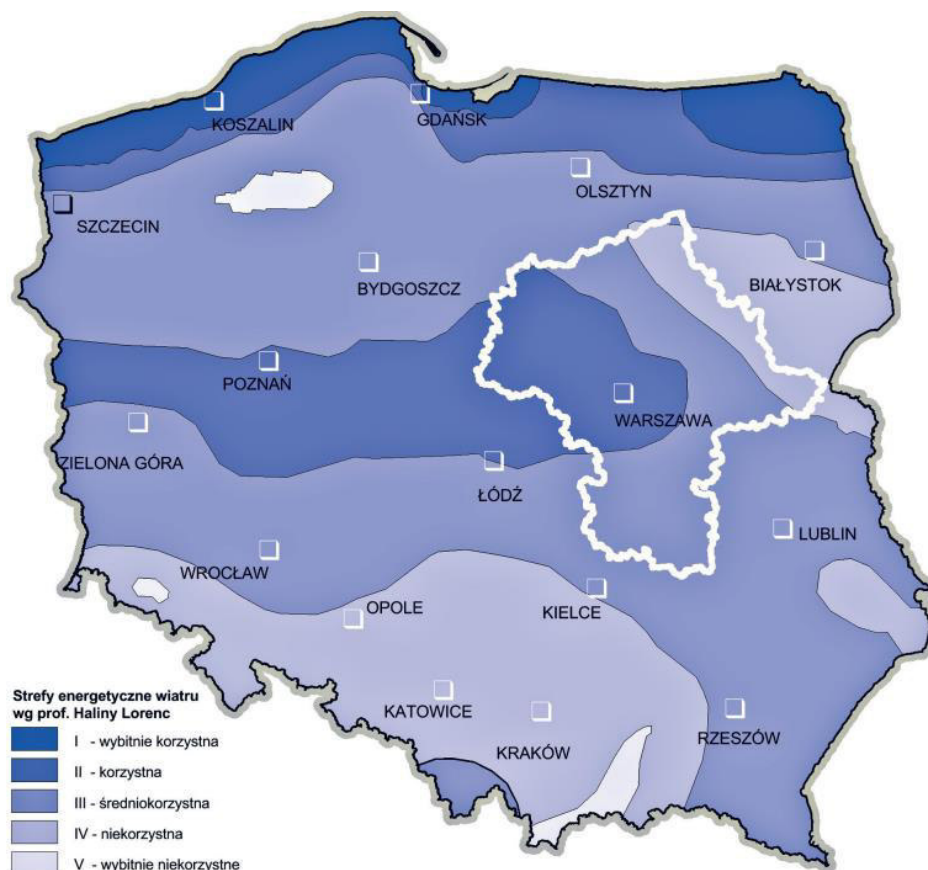 KOSZALIN
GDAŃSK
OLSZTYN
SZCZECIN
BYDGOSZCZ
BIAŁYSTOK
POZNAŃ
WARSZAWA
ZIELONA GÓRA
ŁÓDŹ
LUBLIN
WROCŁAW
OPOLE
KIELCE
KATOWICE
KRAKÓW
RZESZÓW
Strefy energetyczne wiatru
wg prof. Haliny Lorenc
I - wybitnie korzystna
II - korzystna
III - średniokorzystna
IV - niekorzystna
V - wybitnie niekorzystne